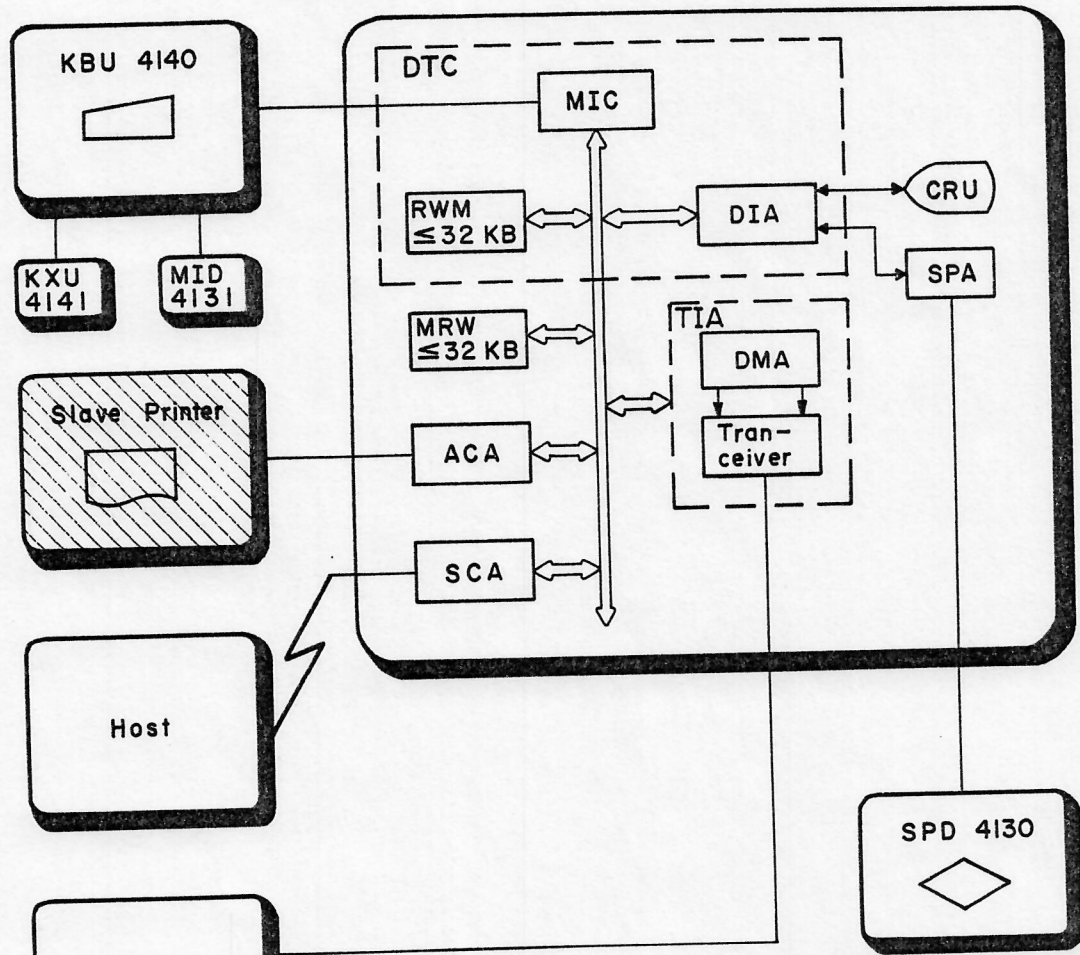 KBU 4140
DTC
MIC
RWM
≤32 KB
DIA
CRU
SPA
KXU
4141
MID
4131
MRW
≤32 KB
TIA
DMA
Tran-
ceiver
Slave Printer
ACA
SCA
Host
SPD 4130